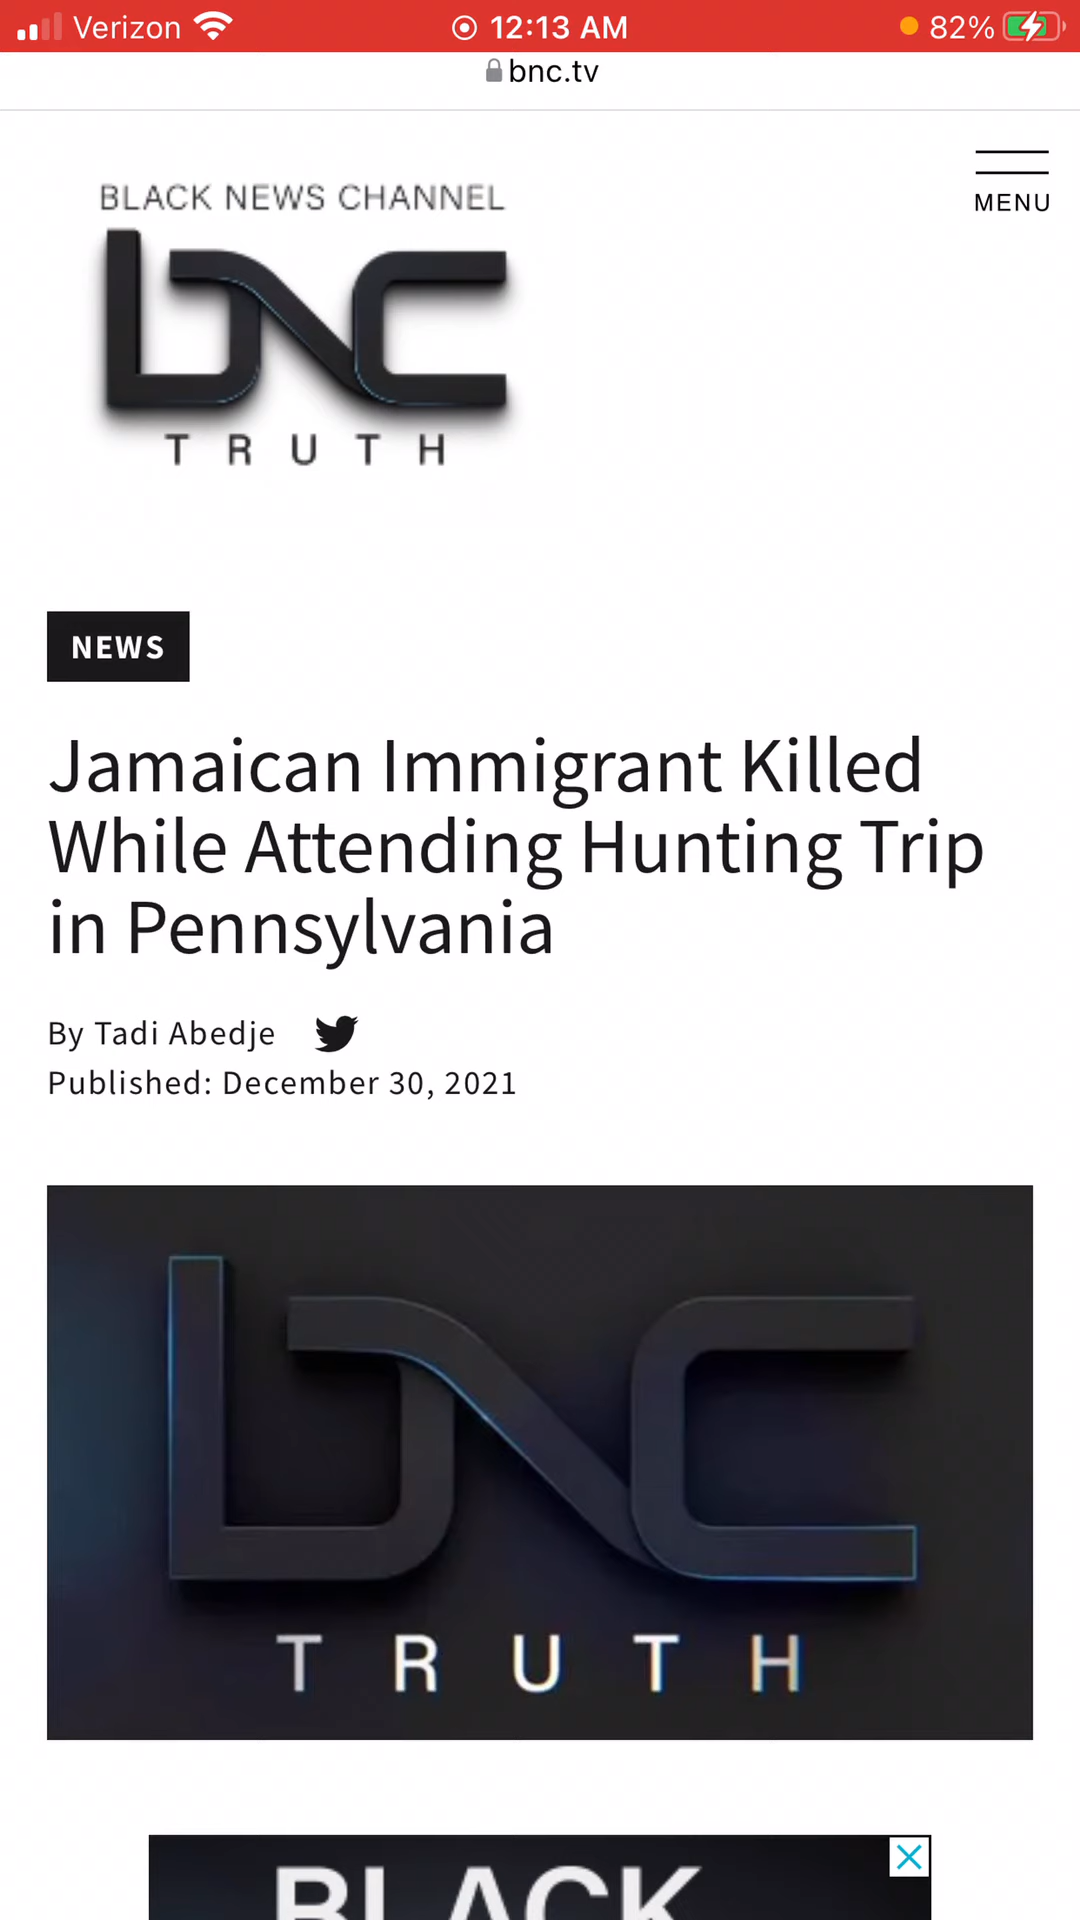 Verizon 12:13 AM 82%
bnc.tv
BLACK NEWS CHANNEL
bnc
TRUTH
MENU
NEWS
Jamaican Immigrant Killed
While Attending Hunting Trip
in Pennsylvania
By Tadi Abedje
Published: December 30, 2021
bnc
TRUTH
BLACK